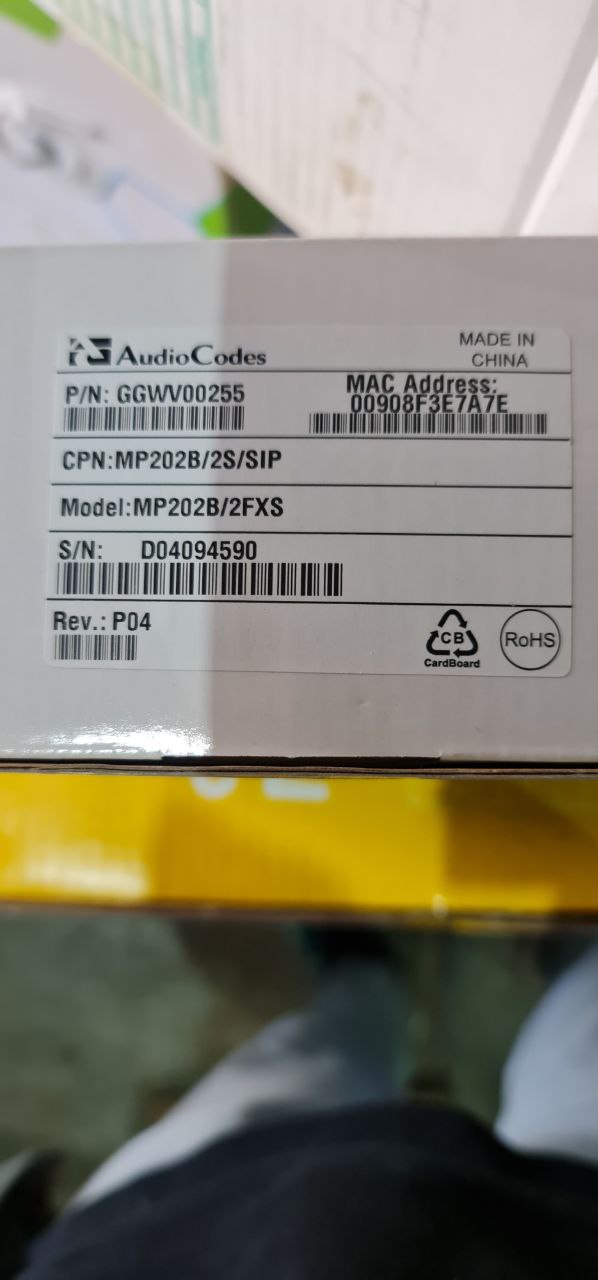 AudioCodes
MADE IN
CHINA
P/N: GGWV00255
MAC Address:
00908F3E7A7E
CPN:MP202B/2S/SIP
Model:MP202B/2FXS
S/N: D04094590
Rev.: P04
CB
CardBoard
RoHS